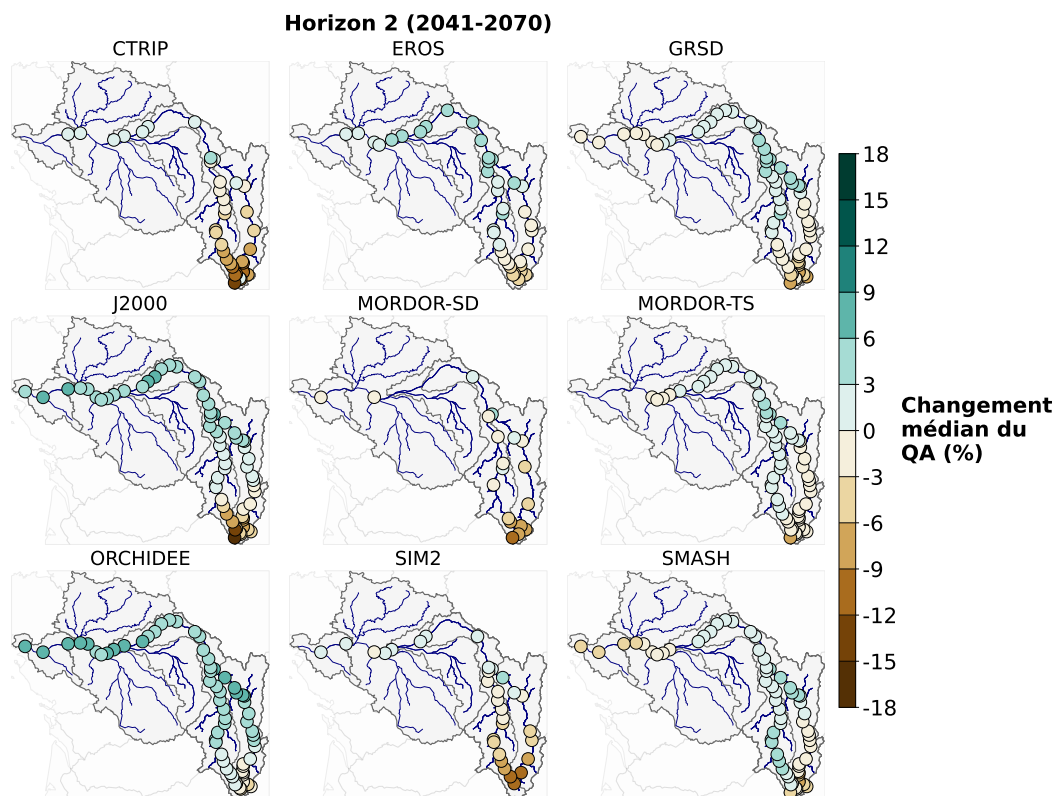 Horizon 2 (2041-2070)
CTRIP
EROS
GRSD
J2000
MORDOR-SD
MORDOR-TS
ORCHIDEE
SIM2
SMASH
18
15
12
9
6
3
0
-3
-6
-9
-12
-15
-18
Changement
médian du
QA (%)